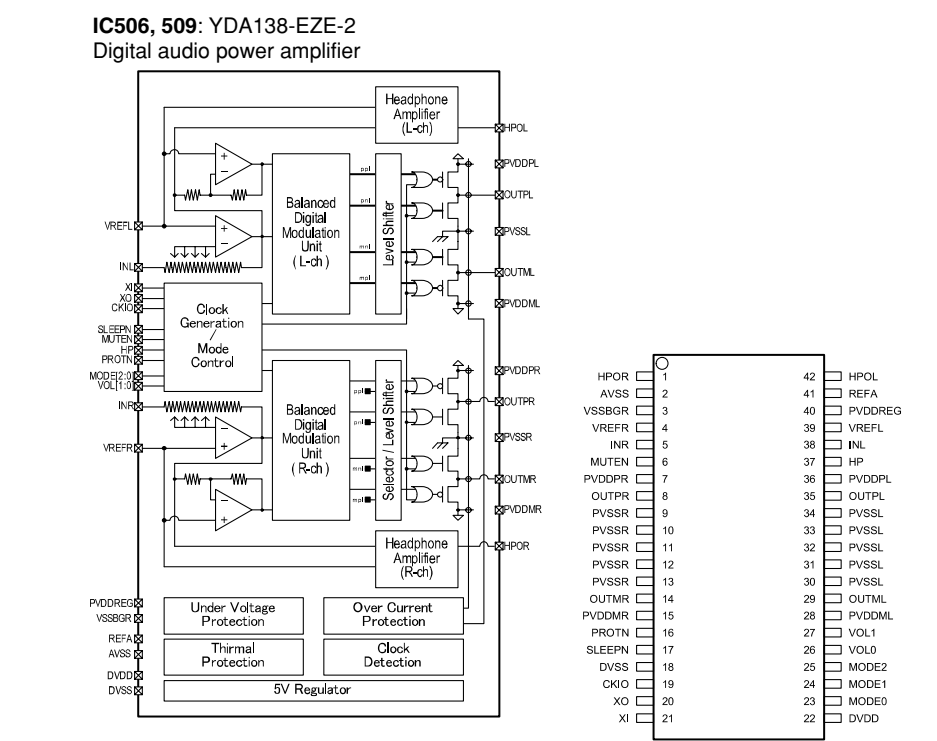 IC506, 509: YDA138-EZE-2
Digital audio power amplifier
Headphone
Amplifier
(L-ch)
HPOL
PVDDPL
OUTPL
PVSSL
OUTML
PVDDML
VREFL
INL
XI
XO
CKIO
SLEEPN
MUTEN
HP
PROTN
MODE[2:0]
VOL[1:0]
INR
VREFR
Balanced
Digital
Modulation
Unit
( L-ch )
ppl
pnl
mnl
mpl
Level Shifter
Clock
Generation
/
Mode
Control
Balanced
Digital
Modulation
Unit
( R-ch )
ppl
pnl
mnl
mpl
Selector / Level Shifter
PVDDPR
OUTPR
PVSSR
OUTMR
PVDDMR
HPOR
Headphone
Amplifier
(R-ch)
PVDDREG
VSSBGR
REFA
AVSS
DVDD
DVSS
Under Voltage
Protection
Over Current
Protection
Thirmal
Protection
Clock
Detection
5V Regulator
HPOR 1 42 HPOL
AVSS 2 41 REFA
VSSBGR 3 40 PVDDREG
VREFR 4 39 VREFL
INR 5 38 INL
MUTEN 6 37 HP
PVDDPR 7 36 PVDDPL
OUTPR 8 35 OUTPL
PVSSR 9 34 PVSSL
PVSSR 10 33 PVSSL
PVSSR 11 32 PVSSL
PVSSR 12 31 PVSSL
PVSSR 13 30 PVSSL
OUTMR 14 29 OUTML
PVDDMR 15 28 PVDDML
PROTN 16 27 VOL1
SLEEPN 17 26 VOL0
DVSS 18 25 MODE2
CKIO 19 24 MODE1
XO 20 23 MODE0
XI 21 22 DVDD